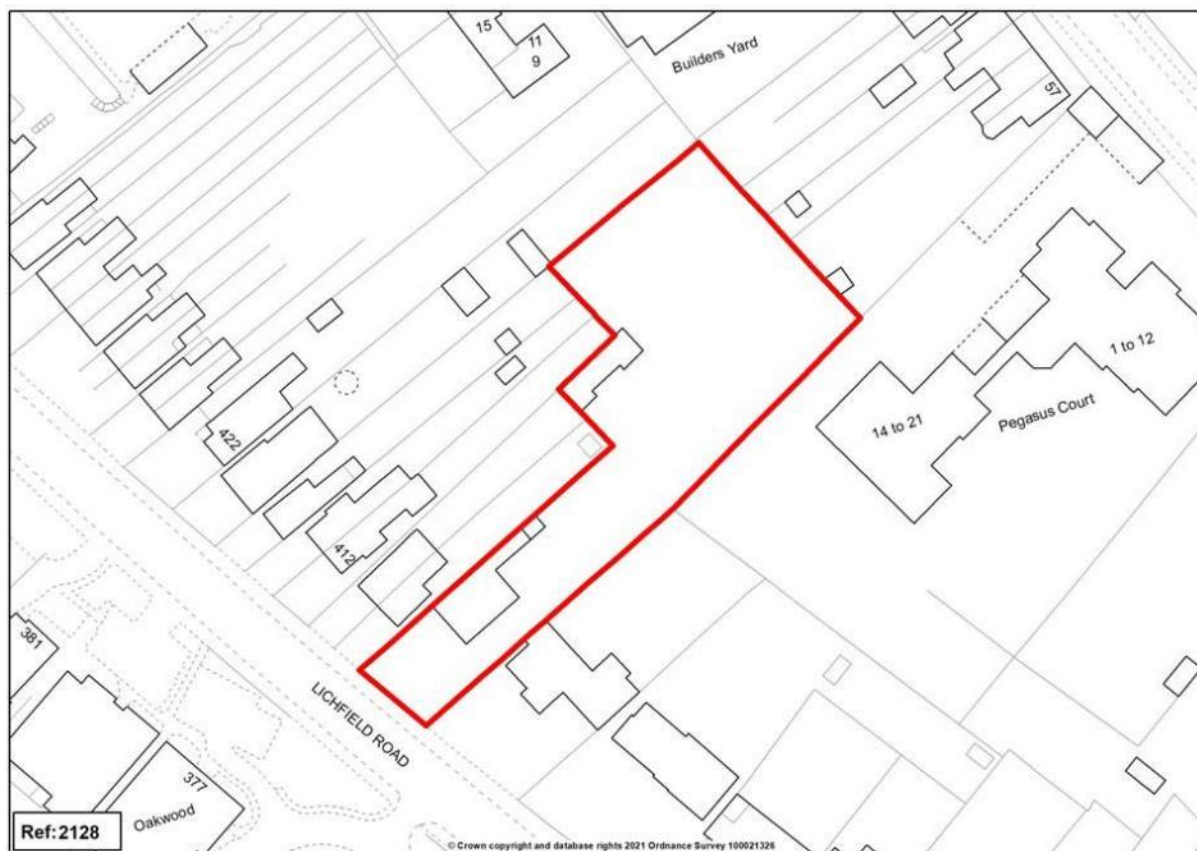 15
11
9
Builders Yard
57
1 to 12
14 to 21
Pegasus Court
422
412
381
LICHFIELD ROAD
377
Oakwood
Ref:2128
© Crown copyright and database rights 2021 Ordnance Survey 100021326